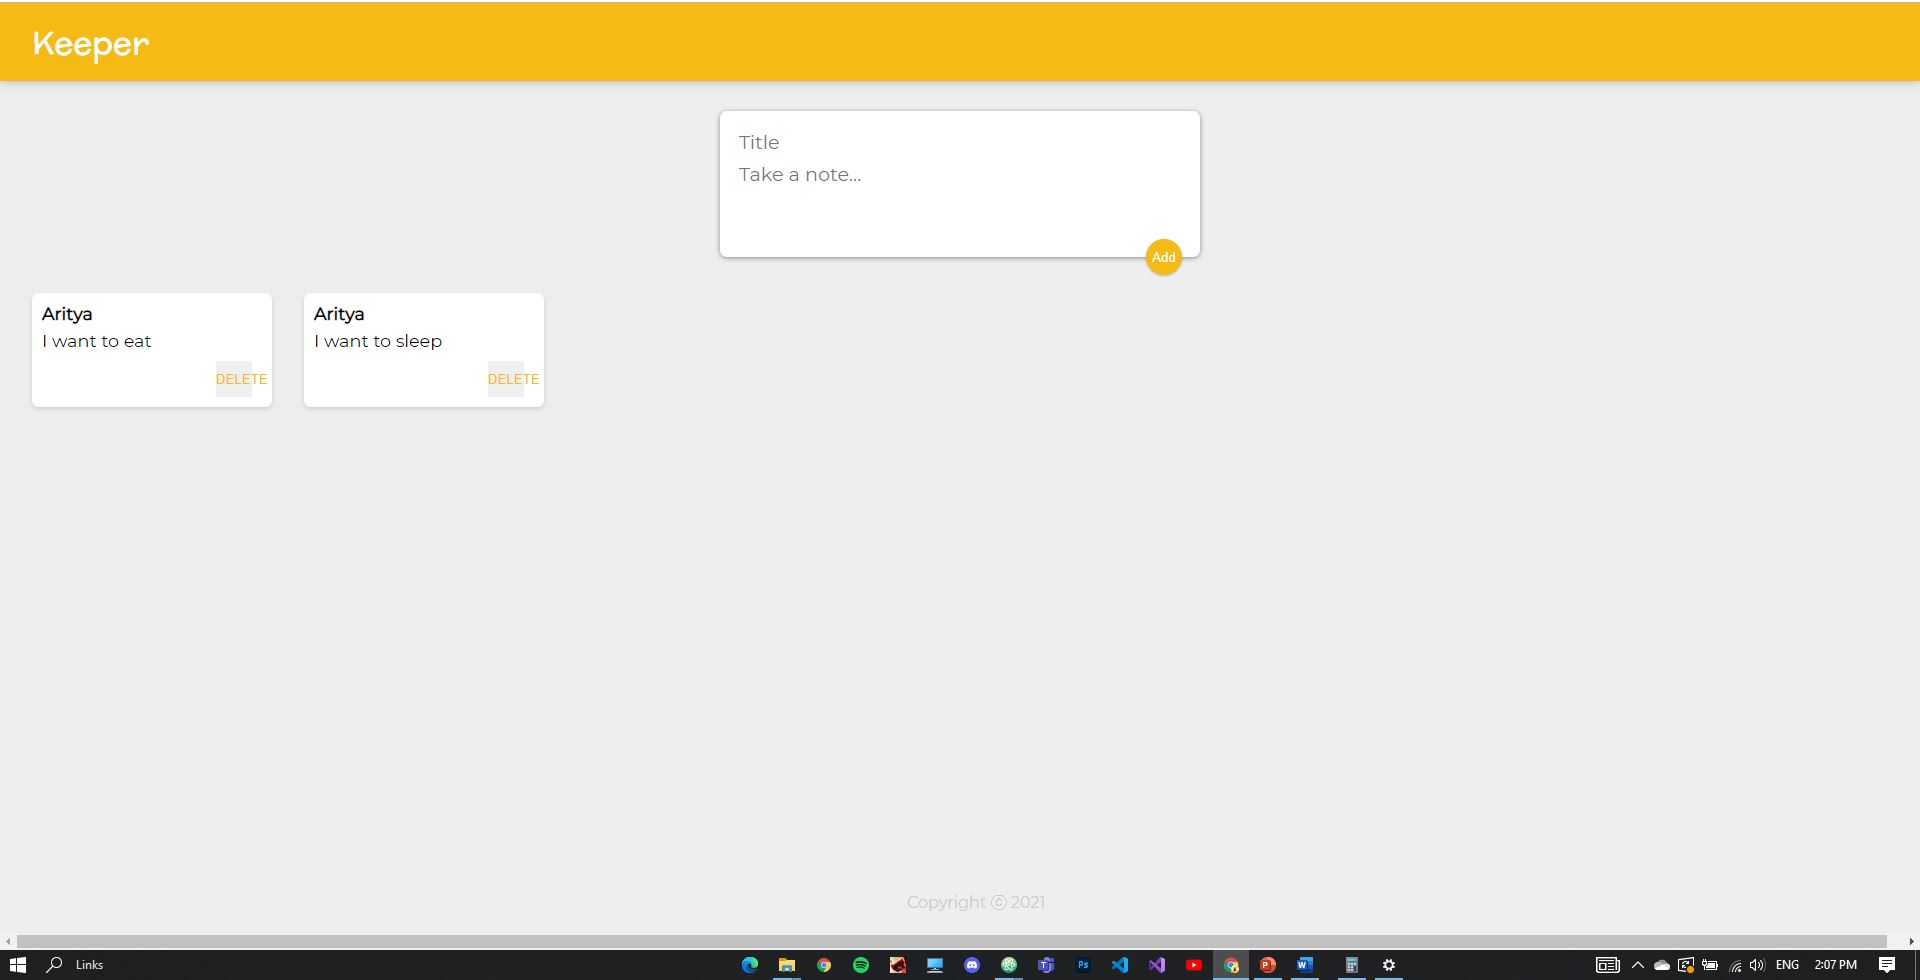 Keeper
Title
Take a note...
Add
Aritya
I want to eat
DELETE
Aritya
I want to sleep
DELETE
Copyright ⓒ 2021
Links
Ps
ENG
2:07 PM